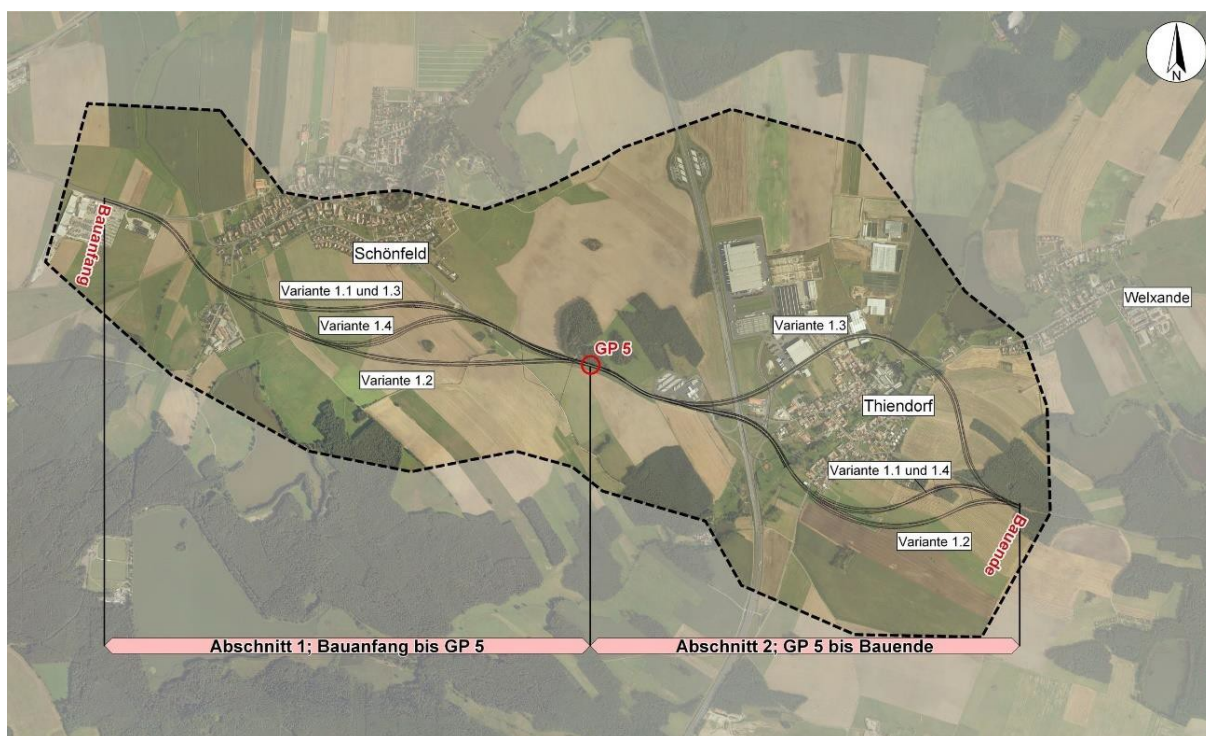 N
Bauanfang
Schönfeld
Variante 1.1 und 1.3
Variante 1.4
Variante 1.2
GP 5
Variante 1.3
Welxande
Thiendorf
Variante 1.1 und 1.4
Variante 1.2
Bauende
Abschnitt 1; Bauanfang bis GP 5
Abschnitt 2; GP 5 bis Bauende